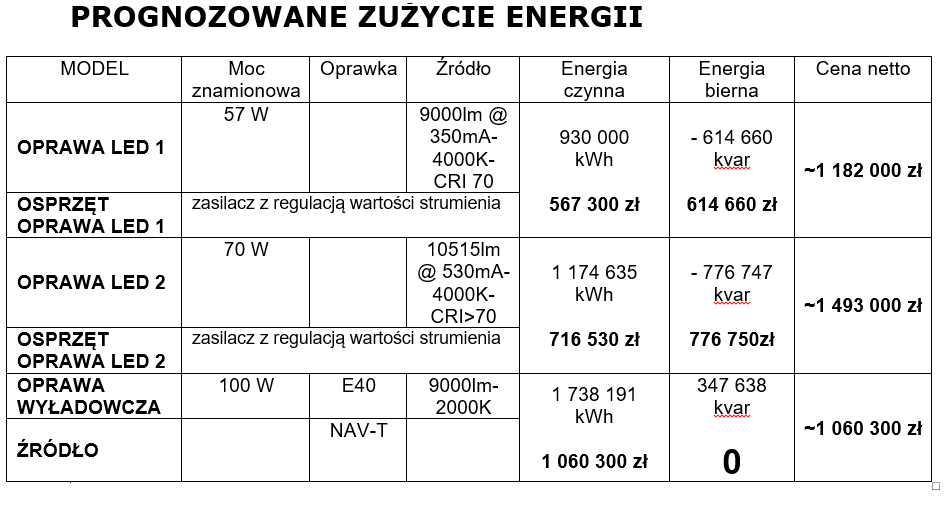 PROGNOZOWANE ZUŻYCIE ENERGII
MODEL
Moc
znamionowa
Oprawka
Źródło
Energia
czynna
Energia
bierna
Cena netto
OPRAWA LED 1
57 W
9000lm @
350mA-
4000K-
CRI 70
930 000
kWh
567 300 zł
- 614 660
kvar
614 660 zł
~1 182 000 zł
OSPRZĘT
OPRAWA LED 1
zasilacz z regulacją wartości strumienia
OPRAWA LED 2
70 W
10515lm
@ 530mA-
4000K-
CRI>70
1 174 635
kWh
716 530 zł
- 776 747
kvar
776 750zł
~1 493 000 zł
OSPRZĘT
OPRAWA LED 2
zasilacz z regulacją wartości strumienia
OPRAWA
WYŁADOWCZA
100 W
E40
9000lm-
2000K
1 738 191
kWh
1 060 300 zł
347 638
kvar
0
~1 060 300 zł
ŹRÓDŁO
NAV-T